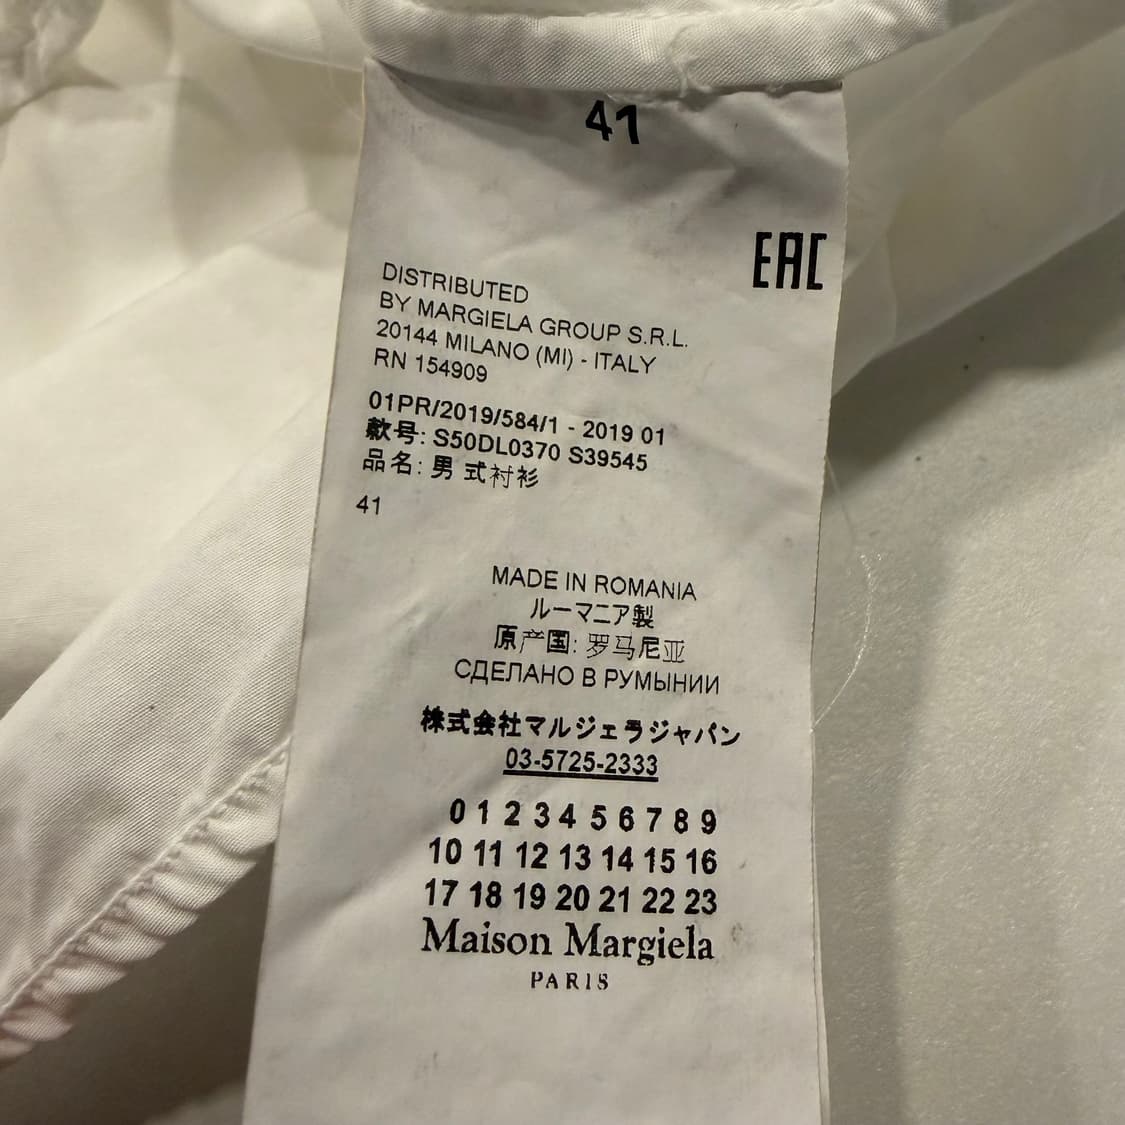 41
EAC
DISTRIBUTED
BY MARGIELA GROUP S.R.L.
20144 MILANO (MI) - ITALY
RN 154909
01PR/2019/584/1 - 2019 01
款号: S50DL0370 S39545
品名: 男 式衬衫
41
MADE IN ROMANIA
ルーマニア製
原产国: 罗马尼亚
СДЕЛАНО В РУМЫНИИ
株式会社マルジェラジャパン
03-5725-2333
0 1 2 3 4 5 6 7 8 9
10 11 12 13 14 15 16
17 18 19 20 21 22 23
Maison Margiela
PARIS